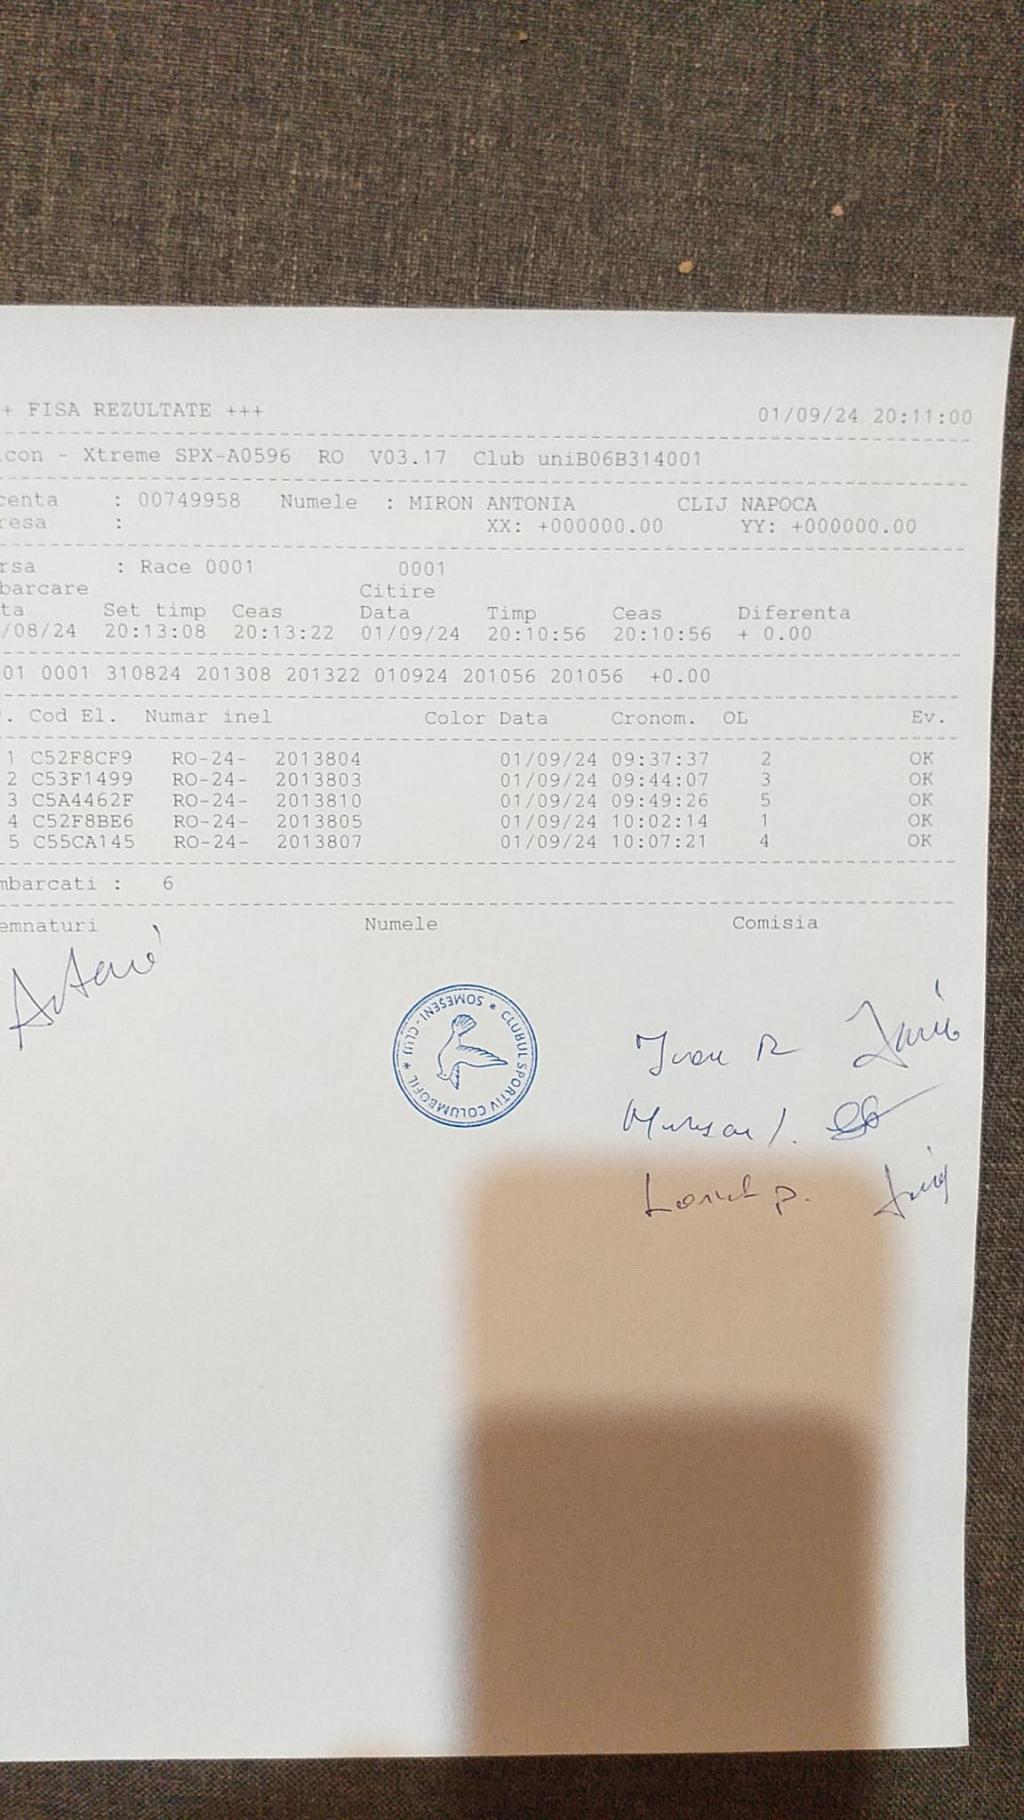 + FISA REZULTATE +++ 01/09/24 20:11:00
con - Xtreme SPX-A0596 RO V03.17 Club uniB06B314001
centa : 00749958 Numele : MIRON ANTONIA CLIJ NAPOCA
resa : XX: +000000.00 YY: +000000.00
rsa : Race 0001 0001
barcare Citire
ta Set timp Ceas Data Timp Ceas Diferenta
/08/24 20:13:08 20:13:22 01/09/24 20:10:56 20:10:56 + 0.00
01 0001 310824 201308 201322 010924 201056 201056 +0.00
. Cod El. Numar inel Color Data Cronom. OL Ev.
1 C52F8CF9 RO-24- 2013804 01/09/24 09:37:37 2 OK
2 C53F1499 RO-24- 2013803 01/09/24 09:44:07 3 OK
3 C5A4462F RO-24- 2013810 01/09/24 09:49:26 5 OK
4 C52F8BE6 RO-24- 2013805 01/09/24 10:02:14 1 OK
5 C55CA145 RO-24- 2013807 01/09/24 10:07:21 4 OK
mbarcati : 6
emnaturi Numele Comisia
CLUBUL SPORTIV COLUMBOFIL * SOMEȘENI - CLUJ *